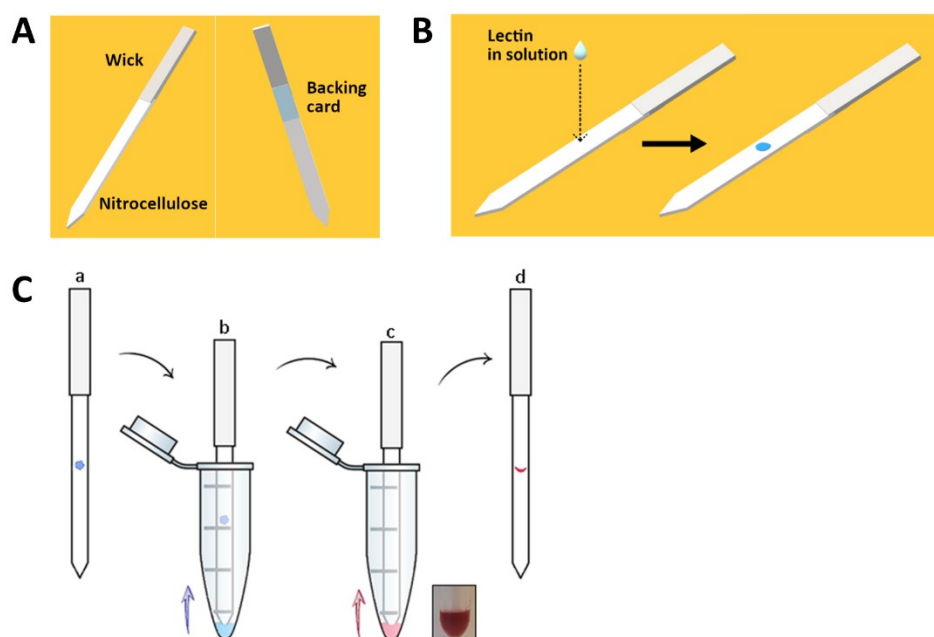 A
Wick
Nitrocellulose
Backing
card
B
Lectin
in solution
C
a
b
c
d